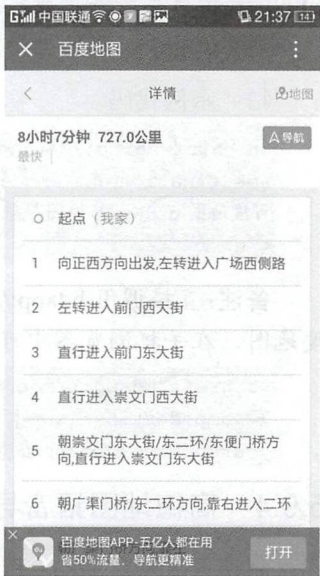 中国联通 21:37 14
百度地图
详情 地图
8小时7分钟 727.0公里 导航
最快
起点（我家）
1 向正西方向出发,左转进入广场西侧路
2 左转进入前门西大街
3 直行进入前门东大街
4 直行进入崇文门西大街
5 朝崇文门东大街/东二环/东便门桥方
向,直行进入崇文门东大街
6 朝广渠门桥/东二环方向,靠右进入二环
百度地图APP-五亿人都在用
省50%流量、导航更精准
打开